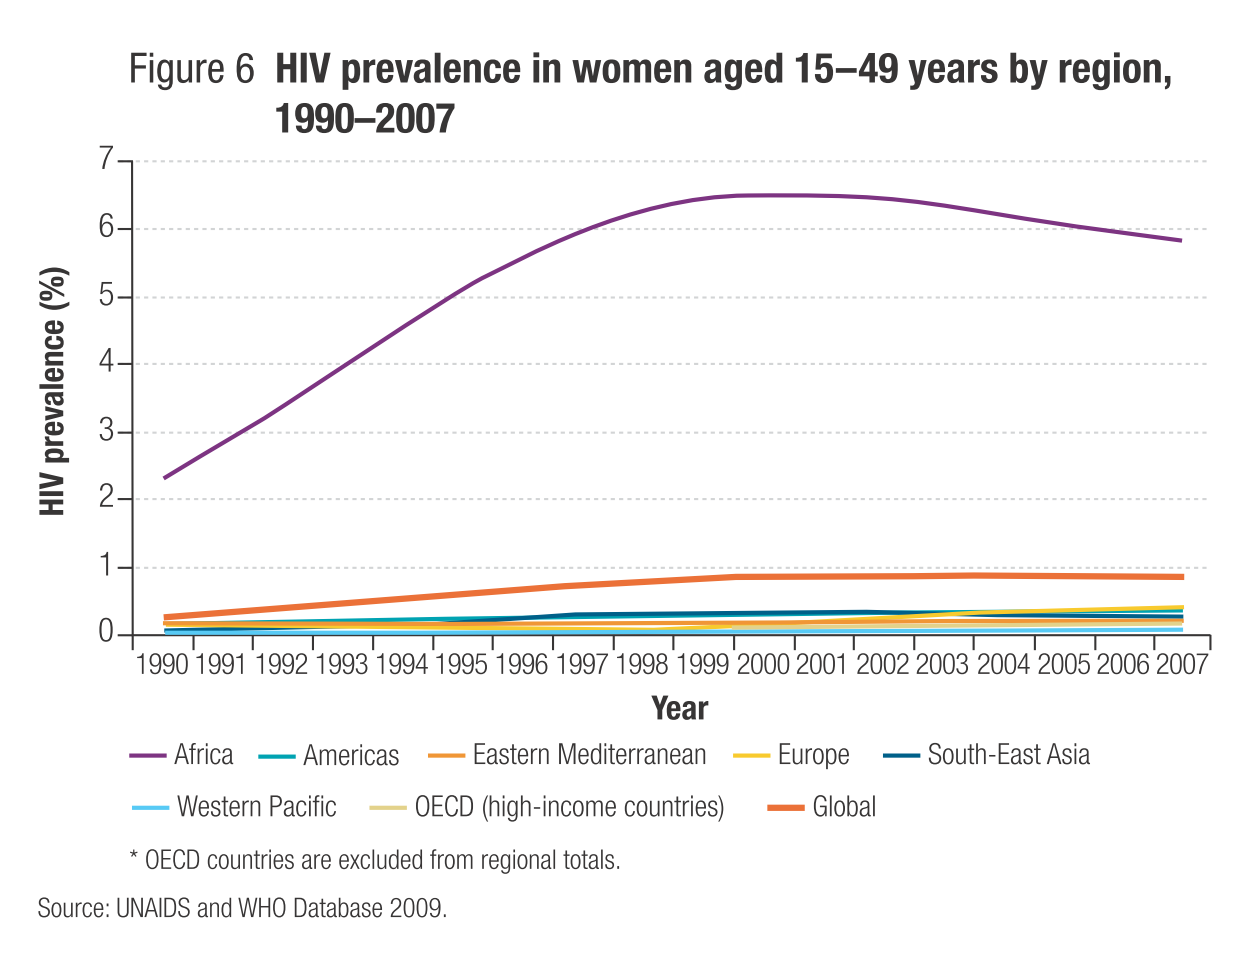 Figure 6 HIV prevalence in women aged 15–49 years by region,
1990–2007
7
6
5
4
3
2
1
0
HIV prevalence (%)
1990 1991 1992 1993 1994 1995 1996 1997 1998 1999 2000 2001 2002 2003 2004 2005 2006 2007
Year
Africa Americas Eastern Mediterranean Europe South-East Asia
Western Pacific OECD (high-income countries) Global
* OECD countries are excluded from regional totals.
Source: UNAIDS and WHO Database 2009.